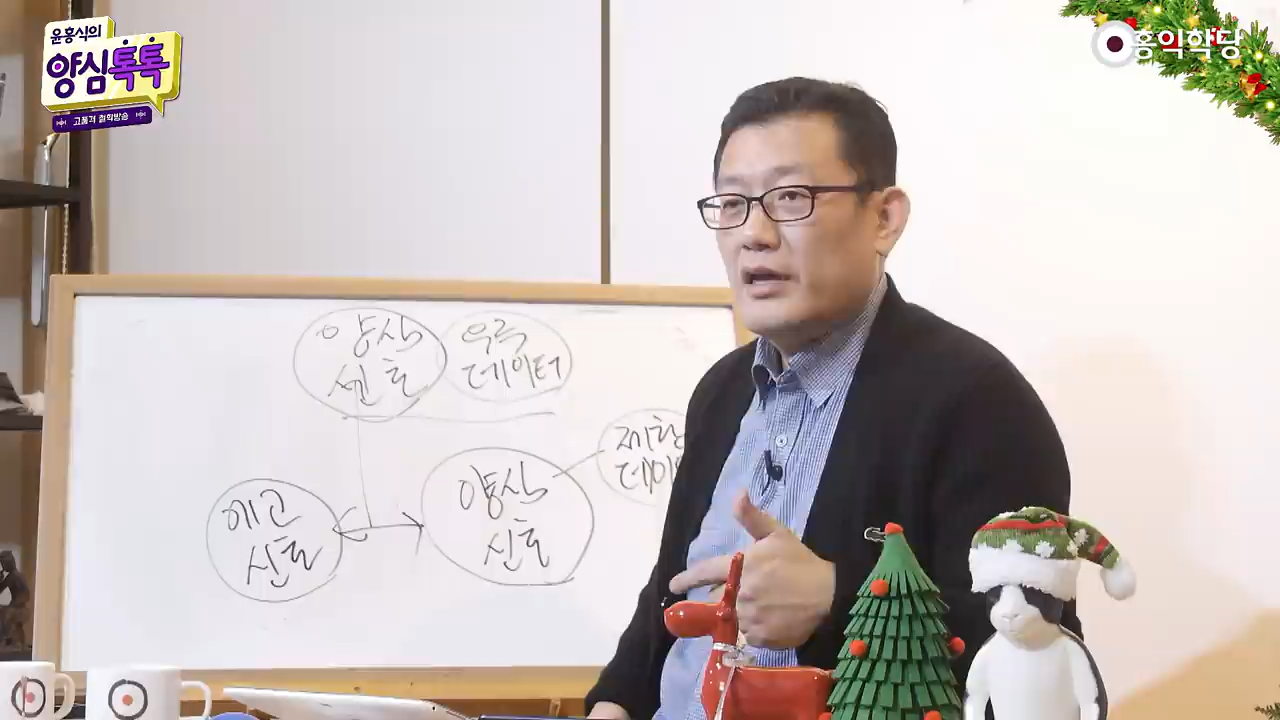 윤홍식의
양심톡톡
고품격 철학방송
홍익학당
양심
센호
우주
데이터
제한
데이
에고
신호
양심
신호